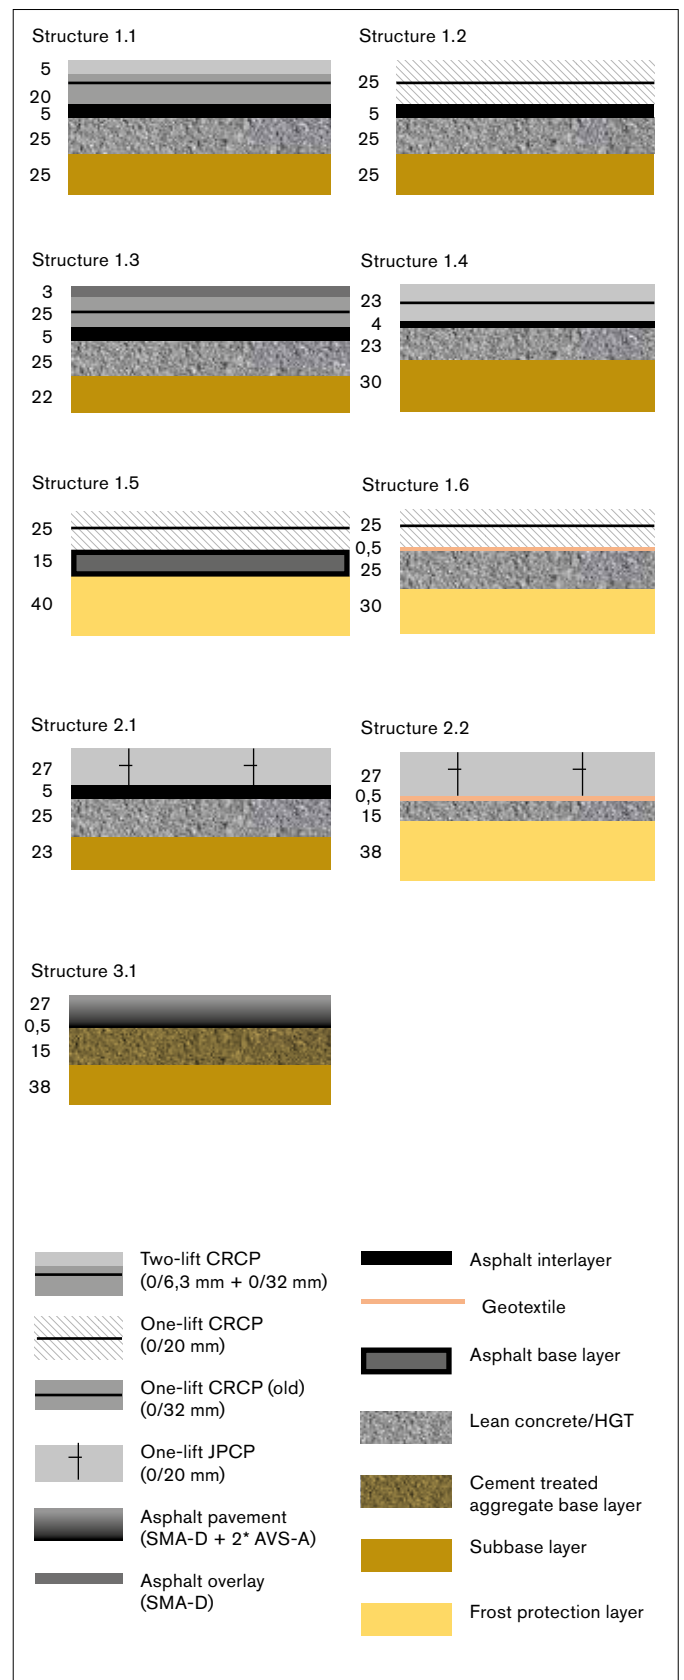 Structure 1.1
5
20
5
25
25
Structure 1.2
25
5
25
25
Structure 1.3
3
25
5
25
22
Structure 1.4
23
4
23
30
Structure 1.5
25
15
40
Structure 1.6
25
0,5
25
30
Structure 2.1
27
5
25
23
Structure 2.2
27
0,5
15
38
Structure 3.1
27
0,5
15
38
Two-lift CRCP
(0/6,3 mm + 0/32 mm)
One-lift CRCP
(0/20 mm)
One-lift CRCP (old)
(0/32 mm)
One-lift JPCP
(0/20 mm)
Asphalt pavement
(SMA-D + 2* AVS-A)
Asphalt overlay
(SMA-D)
Asphalt interlayer
Geotextile
Asphalt base layer
Lean concrete/HGT
Cement treated
aggregate base layer
Subbase layer
Frost protection layer